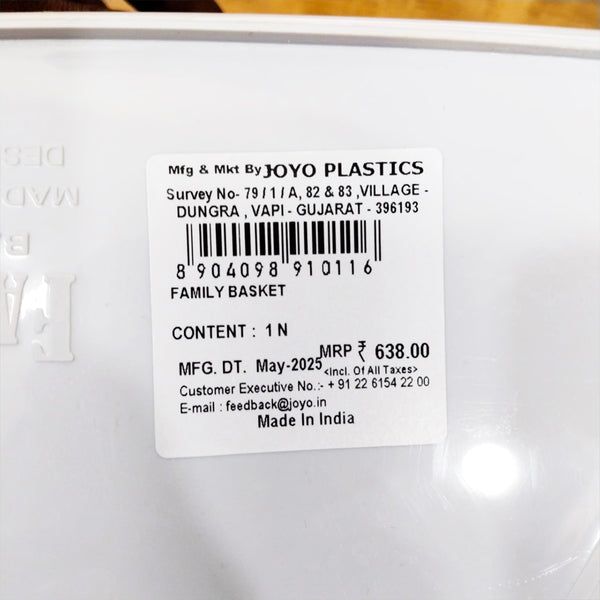 Mfg & Mkt By JOYO PLASTICS
Survey No- 79 / 1 / A, 82 & 83 ,VILLAGE -
DUNGRA , VAPI - GUJARAT - 396193
8 904098 910116
FAMILY BASKET
CONTENT : 1 N
MRP ₹ 638.00
MFG. DT. May-2025
<Incl. Of All Taxes>
Customer Executive No.:- + 91 22 6154 22 00
E-mail : feedback@joyo.in
Made In India